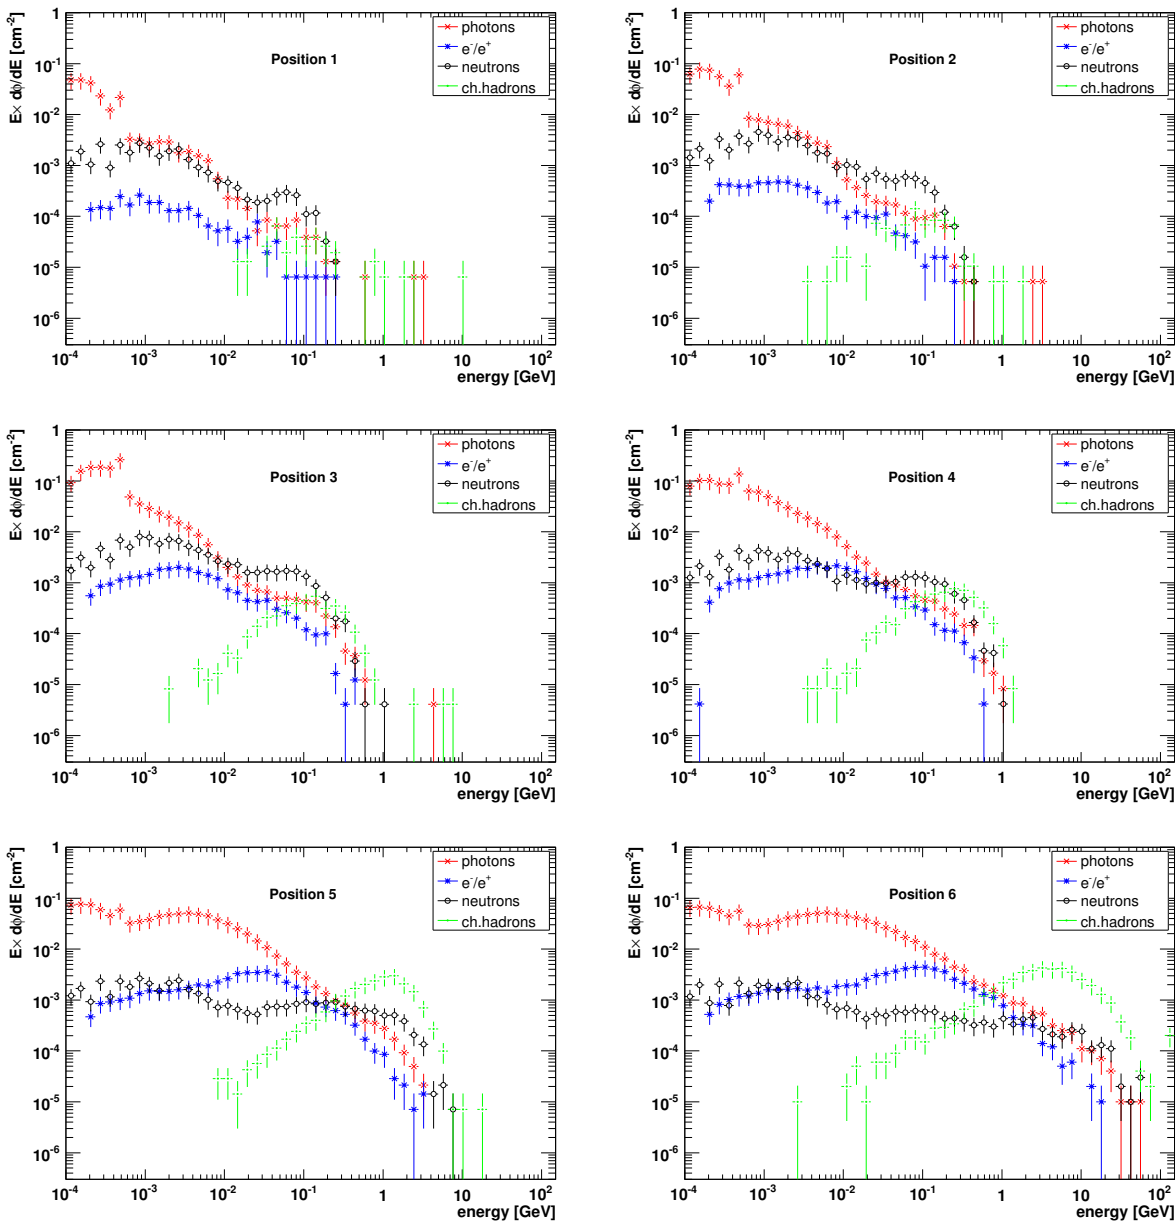 E× dϕ/dE [cm⁻²]
1
10⁻¹
10⁻²
10⁻³
10⁻⁴
10⁻⁵
10⁻⁶
Position 1
photons
e⁻/e⁺
neutrons
ch.hadrons
10⁻⁴ 10⁻³ 10⁻² 10⁻¹ 1 10 10²
energy [GeV]
E× dϕ/dE [cm⁻²]
1
10⁻¹
10⁻²
10⁻³
10⁻⁴
10⁻⁵
10⁻⁶
Position 2
photons
e⁻/e⁺
neutrons
ch.hadrons
10⁻⁴ 10⁻³ 10⁻² 10⁻¹ 1 10 10²
energy [GeV]
E× dϕ/dE [cm⁻²]
1
10⁻¹
10⁻²
10⁻³
10⁻⁴
10⁻⁵
10⁻⁶
Position 3
photons
e⁻/e⁺
neutrons
ch.hadrons
10⁻⁴ 10⁻³ 10⁻² 10⁻¹ 1 10 10²
energy [GeV]
E× dϕ/dE [cm⁻²]
1
10⁻¹
10⁻²
10⁻³
10⁻⁴
10⁻⁵
10⁻⁶
Position 4
photons
e⁻/e⁺
neutrons
ch.hadrons
10⁻⁴ 10⁻³ 10⁻² 10⁻¹ 1 10 10²
energy [GeV]
E× dϕ/dE [cm⁻²]
1
10⁻¹
10⁻²
10⁻³
10⁻⁴
10⁻⁵
10⁻⁶
Position 5
photons
e⁻/e⁺
neutrons
ch.hadrons
10⁻⁴ 10⁻³ 10⁻² 10⁻¹ 1 10 10²
energy [GeV]
E× dϕ/dE [cm⁻²]
1
10⁻¹
10⁻²
10⁻³
10⁻⁴
10⁻⁵
10⁻⁶
Position 6
photons
e⁻/e⁺
neutrons
ch.hadrons
10⁻⁴ 10⁻³ 10⁻² 10⁻¹ 1 10 10²
energy [GeV]